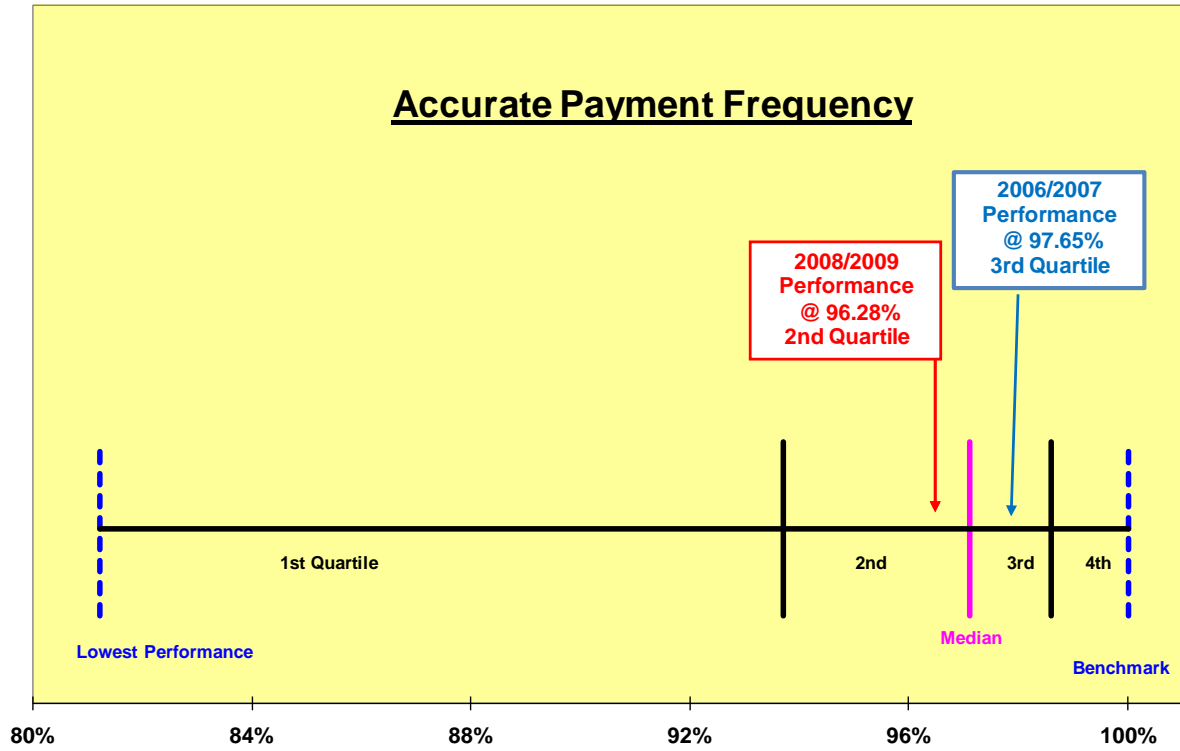 Accurate Payment Frequency
2006/2007
Performance
@ 97.65%
3rd Quartile
2008/2009
Performance
@ 96.28%
2nd Quartile
1st Quartile
2nd
3rd
4th
Lowest Performance
Median
Benchmark
80%
84%
88%
92%
96%
100%